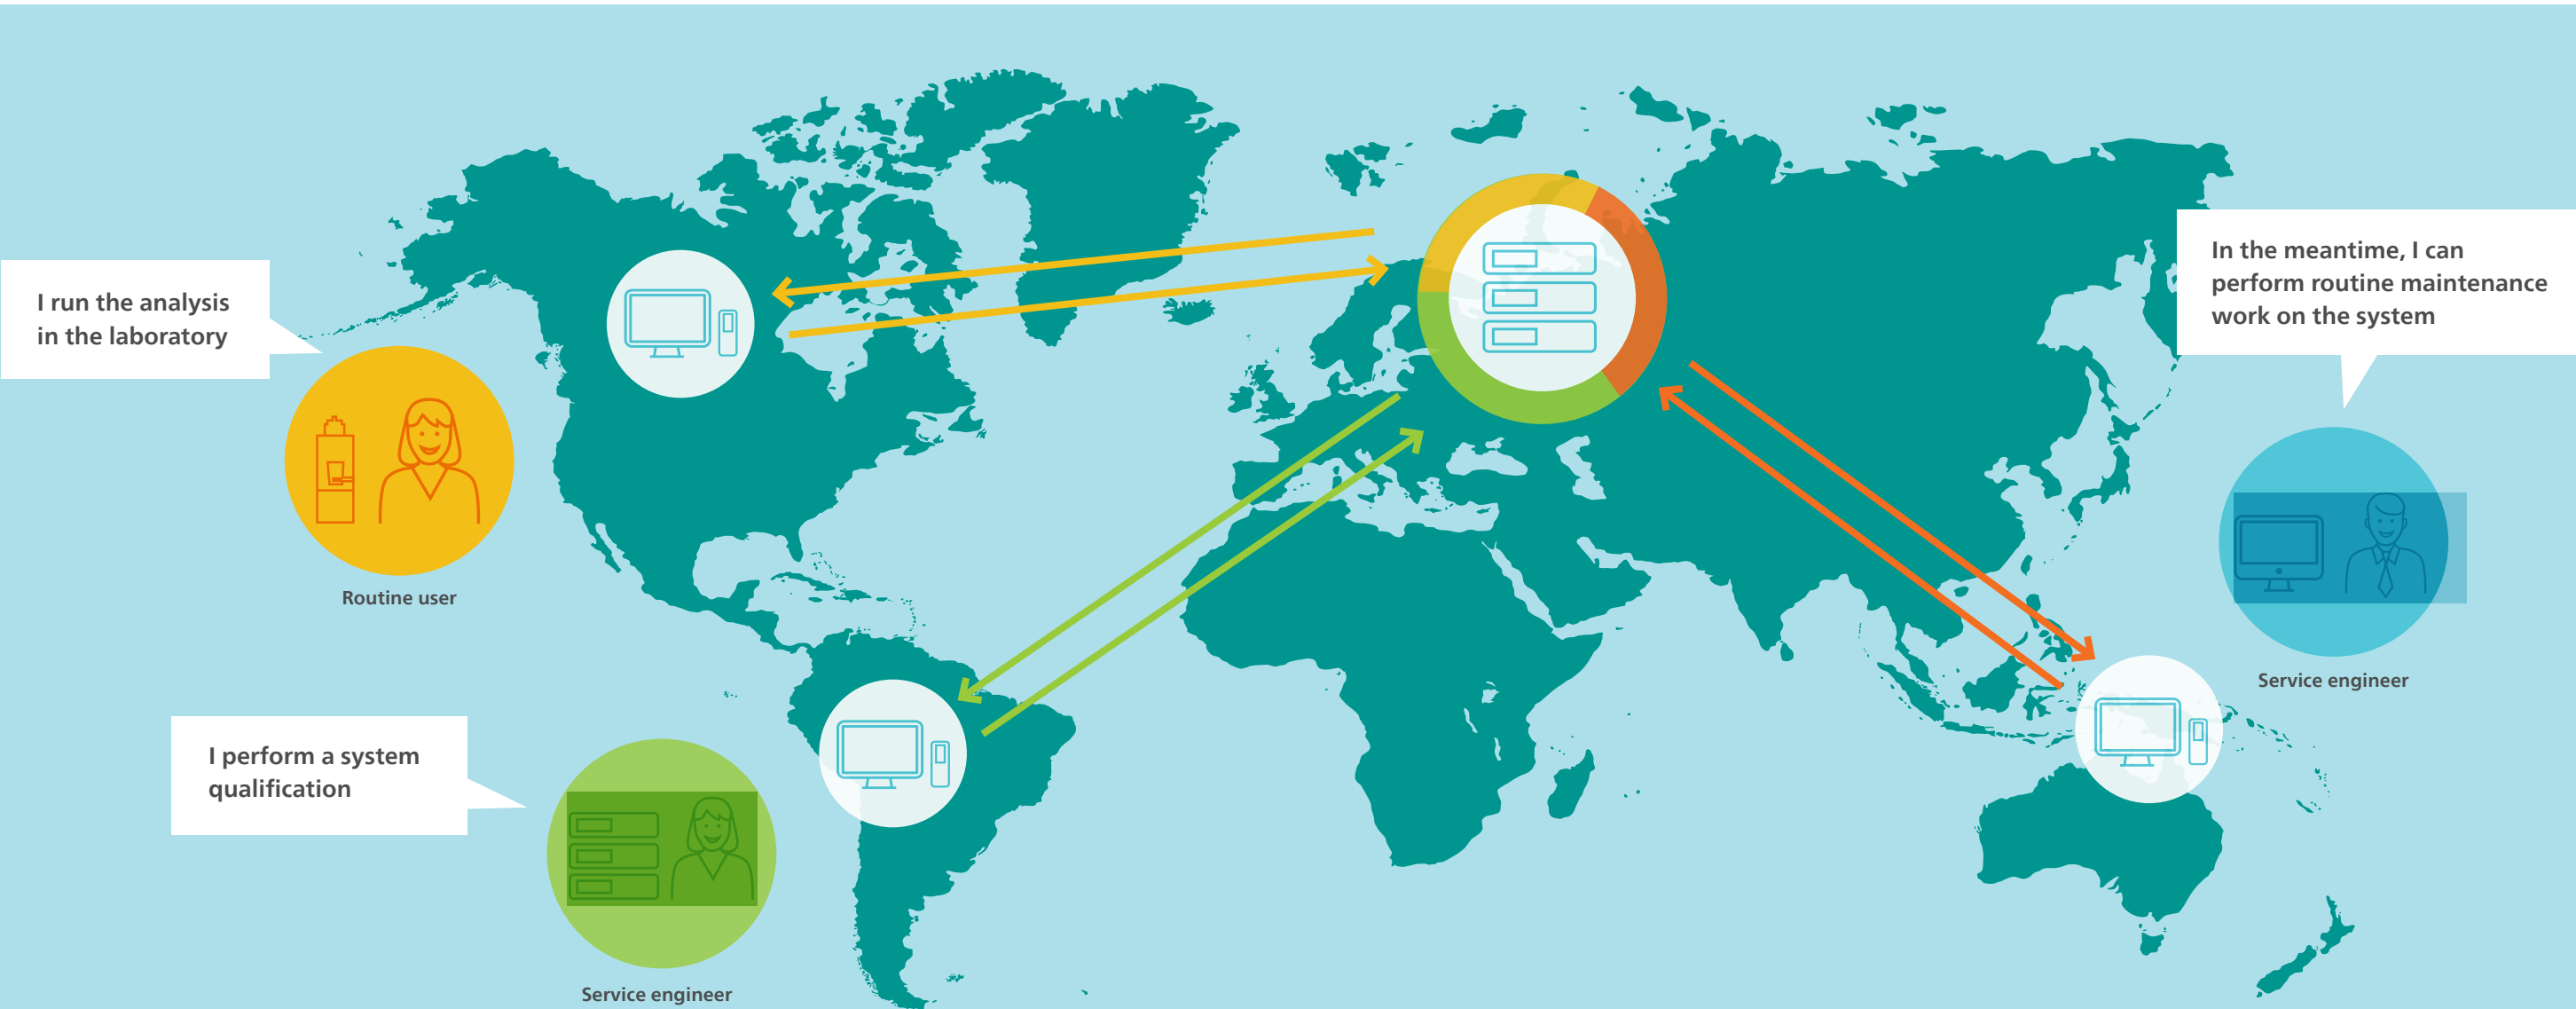 I run the analysis
in the laboratory
Routine user
I perform a system
qualification
Service engineer
In the meantime, I can
perform routine maintenance
work on the system
Service engineer